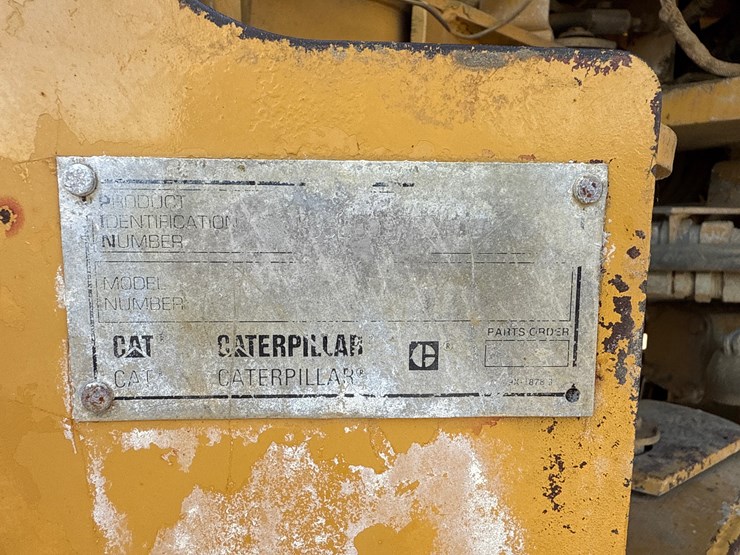 PRODUCT
IDENTIFICATION
NUMBER
MODEL
NUMBER
CAT® CATERPILLAR ®
PARTS ORDER
CAT CATERPILLAR®